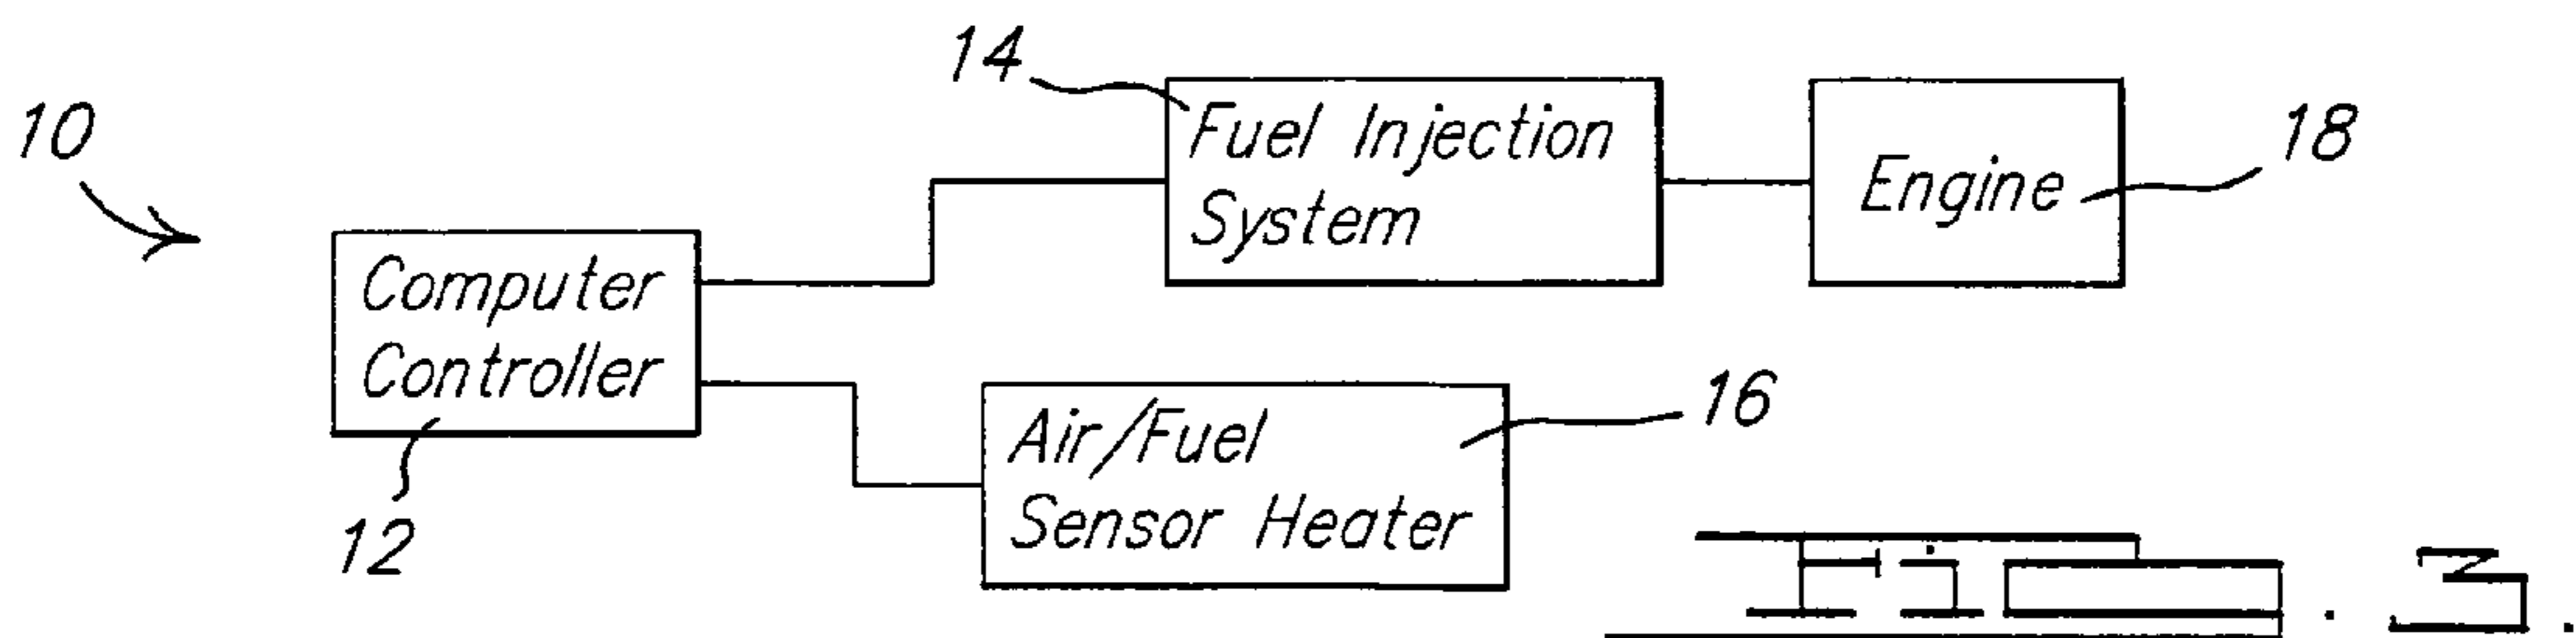 14
10
Fuel Injection
System
Engine
18
Computer
Controller
12
Air/Fuel
Sensor Heater
16
Fig. 3.